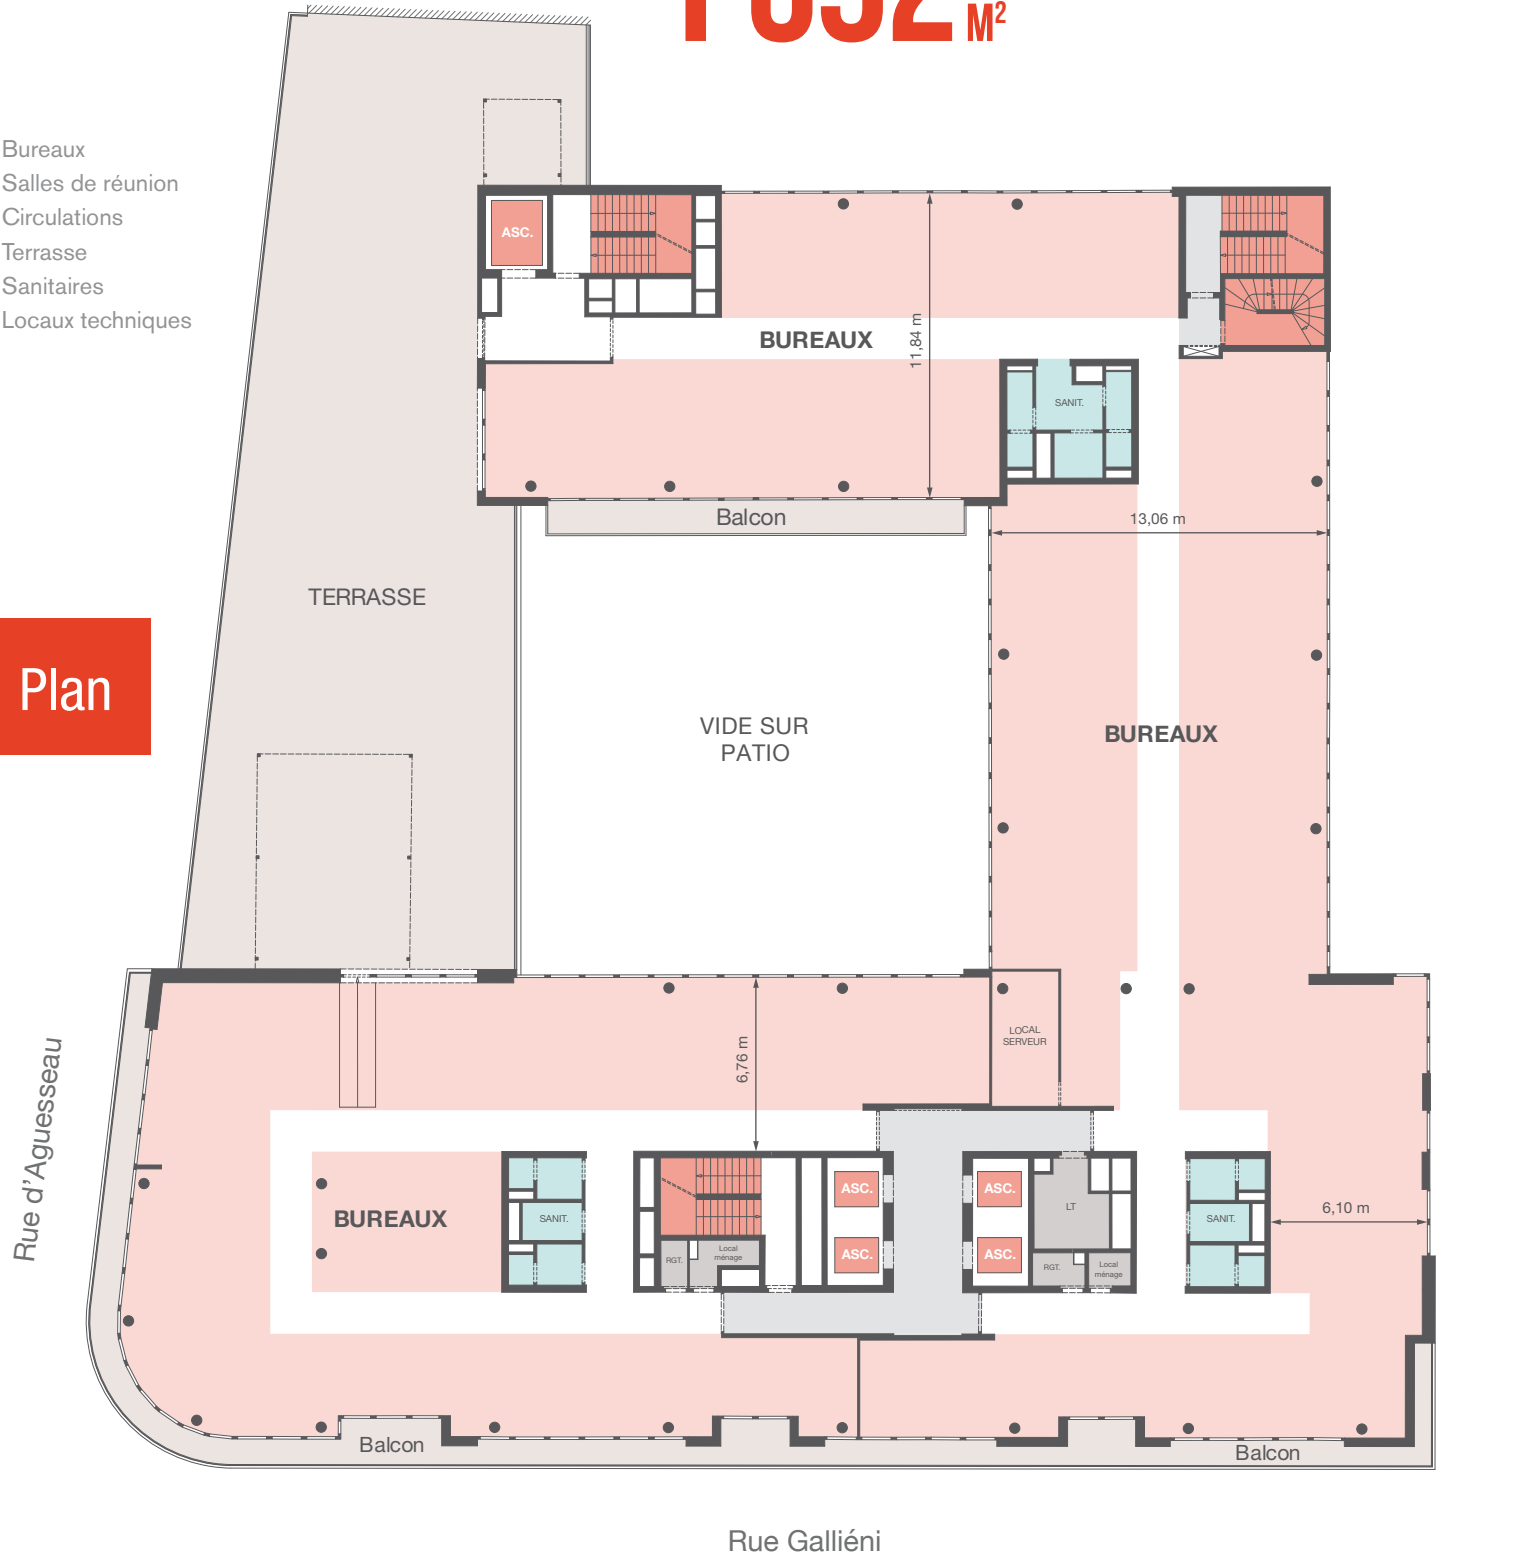 M²
Bureaux
Salles de réunion
Circulations
Terrasse
Sanitaires
Locaux techniques
Plan
ASC.
BUREAUX
11,84 m
SANIT.
Balcon
13,06 m
TERRASSE
VIDE SUR
PATIO
BUREAUX
LOCAL
SERVEUR
6,76 m
Rue d'Aguesseau
BUREAUX
SANIT.
RGT.
Local
ménage
ASC.
ASC.
ASC.
ASC.
LT
RGT.
Local
ménage
SANIT.
6,10 m
Balcon
Balcon
Rue Galliéni